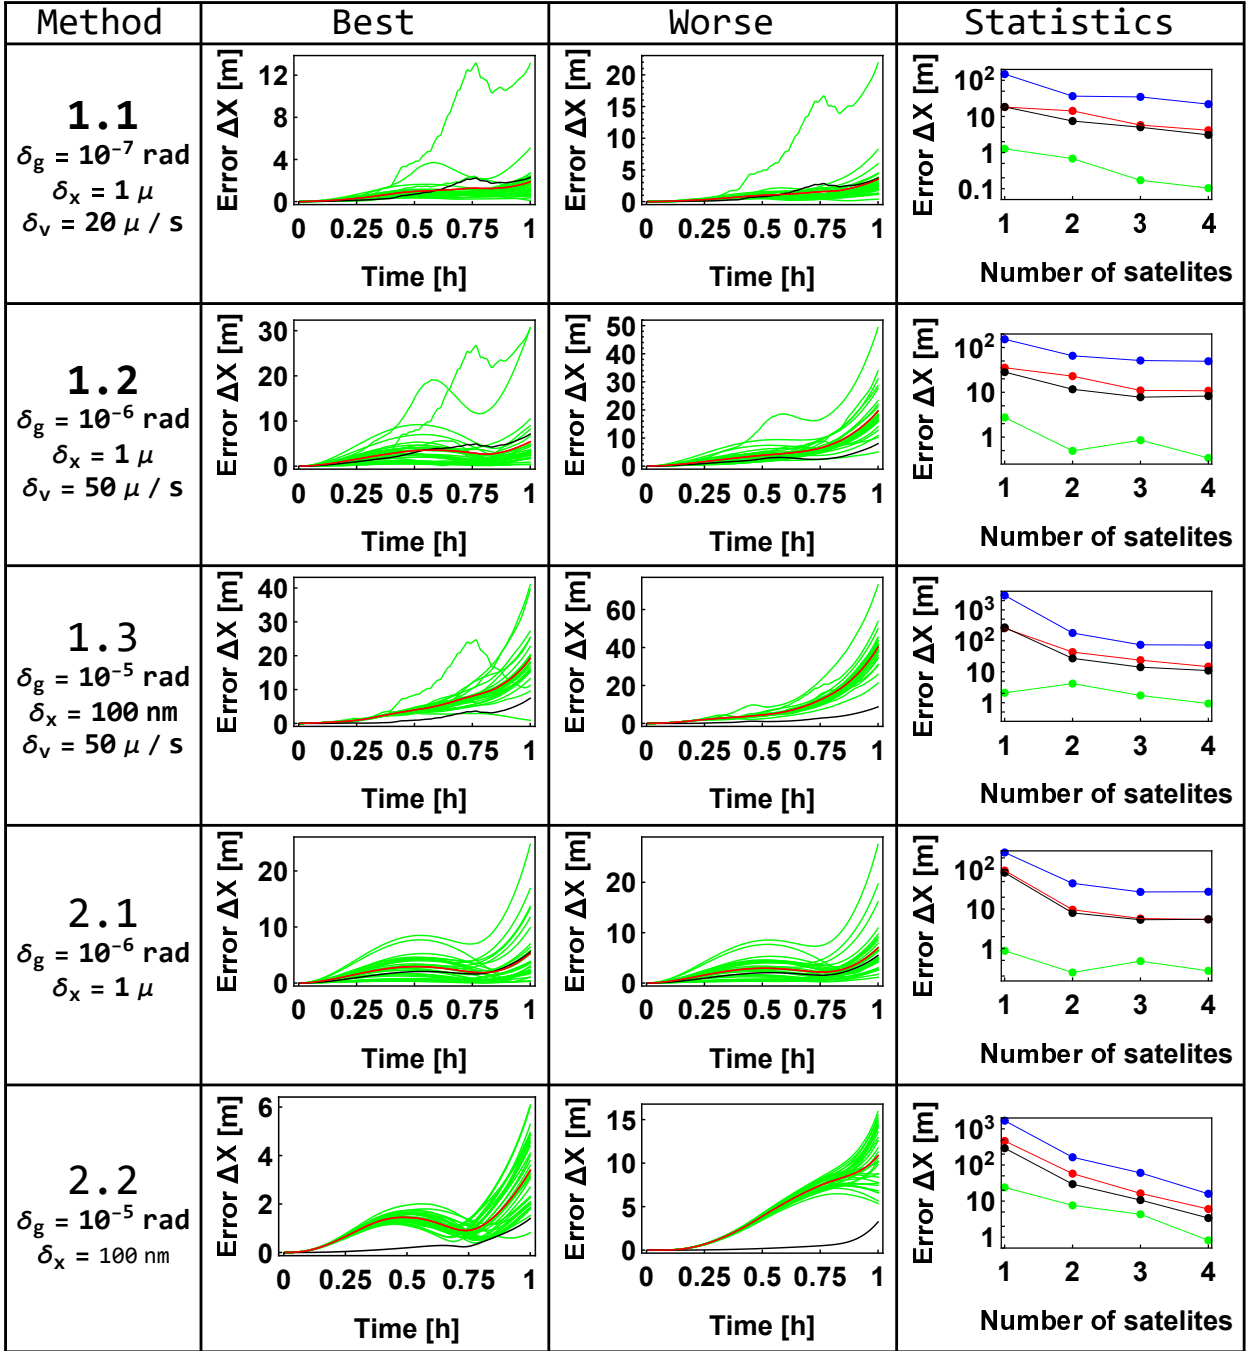 Method Best Worse Statistics
1.1
δg = 10⁻⁷ rad
δx = 1 μ
δv = 20 μ / s
Error ΔX [m]
12
8
4
0
0 0.25 0.5 0.75 1
Time [h]
Error ΔX [m]
20
15
10
5
0
0 0.25 0.5 0.75 1
Time [h]
Error ΔX [m]
10²
10
1
0.1
1 2 3 4
Number of satelites
1.2
δg = 10⁻⁶ rad
δx = 1 μ
δv = 50 μ / s
Error ΔX [m]
30
20
10
0
0 0.25 0.5 0.75 1
Time [h]
Error ΔX [m]
50
40
30
20
10
0
0 0.25 0.5 0.75 1
Time [h]
Error ΔX [m]
10²
10
1
1 2 3 4
Number of satelites
1.3
δg = 10⁻⁵ rad
δx = 100 nm
δv = 50 μ / s
Error ΔX [m]
40
30
20
10
0
0 0.25 0.5 0.75 1
Time [h]
Error ΔX [m]
60
40
20
0
0 0.25 0.5 0.75 1
Time [h]
Error ΔX [m]
10³
10²
10
1
1 2 3 4
Number of satelites
2.1
δg = 10⁻⁶ rad
δx = 1 μ
Error ΔX [m]
20
10
0
0 0.25 0.5 0.75 1
Time [h]
Error ΔX [m]
20
10
0
0 0.25 0.5 0.75 1
Time [h]
Error ΔX [m]
10²
10
1
1 2 3 4
Number of satelites
2.2
δg = 10⁻⁵ rad
δx = 100 nm
Error ΔX [m]
6
4
2
0
0 0.25 0.5 0.75 1
Time [h]
Error ΔX [m]
15
10
5
0
0 0.25 0.5 0.75 1
Time [h]
Error ΔX [m]
10³
10²
10
1
1 2 3 4
Number of satelites